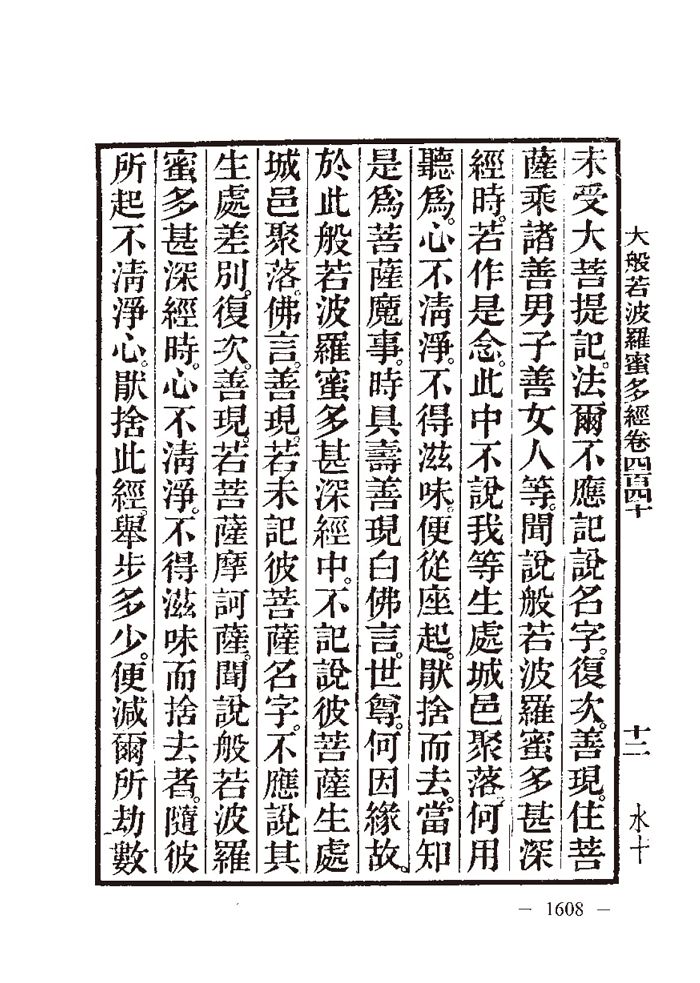 大般若波羅蜜多經卷四百四十
十二
水十
未受大菩提記。法爾不應記說名字。復次。善現。住菩
薩乘諸善男子善女人等。聞說般若波羅蜜多甚深
經時。若作是念。此中不說我等生處城邑聚落。何用
聽爲。心不清淨。不得滋味。便從座起。厭捨而去。當知
是爲菩薩魔事。時具壽善現白佛言。世尊。何因緣故。
於此般若波羅蜜多甚深經中。不記說彼菩薩生處
城邑聚落。佛言。善現。若未記彼菩薩名字。不應說其
生處差別。復次。善現。若菩薩摩訶薩。聞說般若波羅
蜜多甚深經時。心不清淨。不得滋味而捨去者。隨彼
所起不清淨心。厭捨此經。舉步多少。便減爾所劫數
— 1608 —